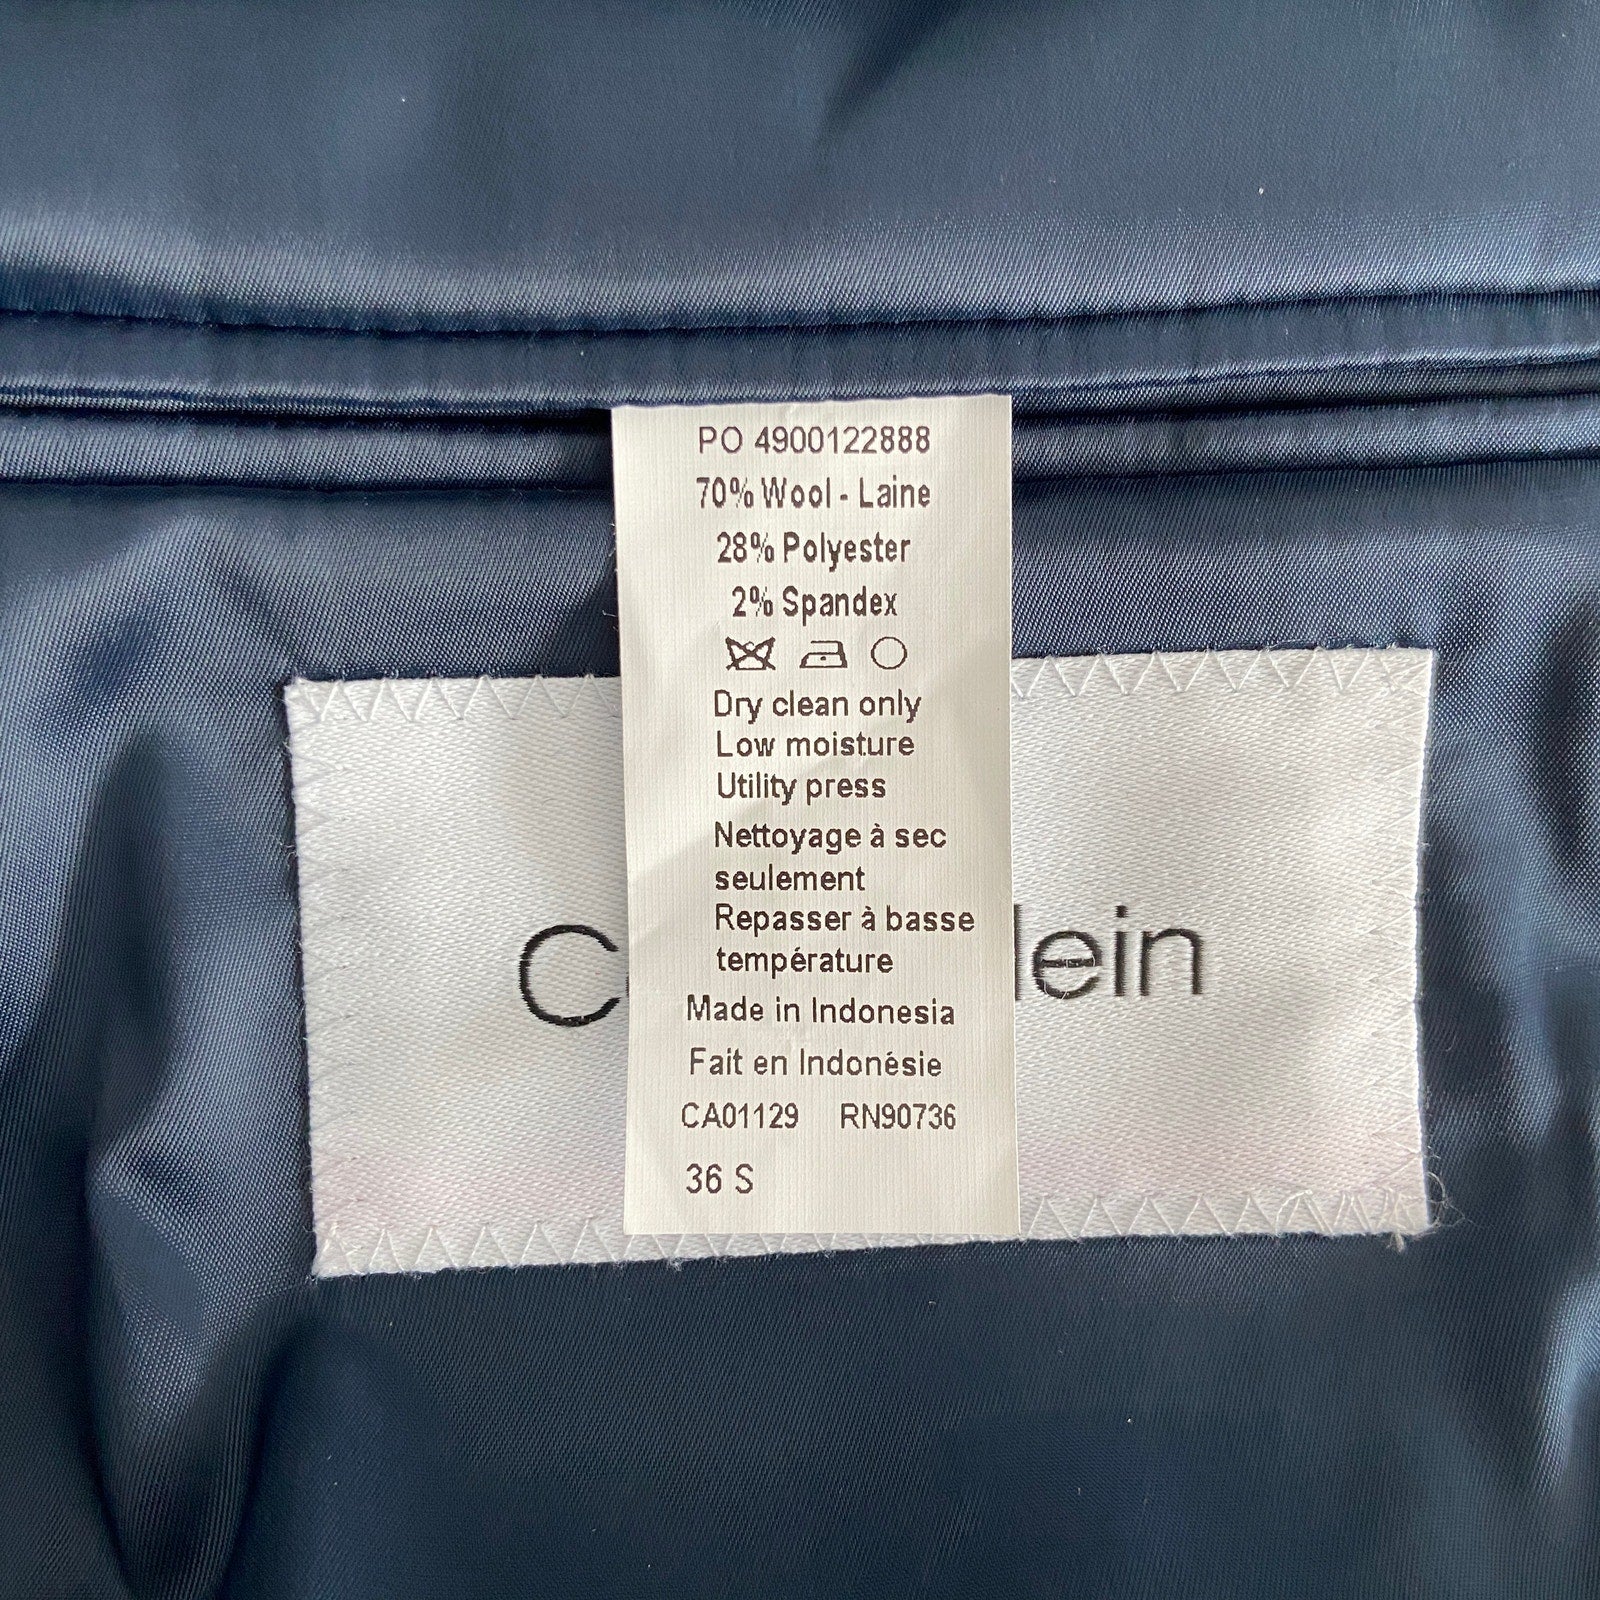 PO 4900122888
70% Wool - Laine
28% Polyester
2% Spandex
Dry clean only
Low moisture
Utility press
Nettoyage à sec
seulement
Repasser à basse
température
Made in Indonesia
Fait en Indonésie
CA01129 RN90736
36 S
C lein